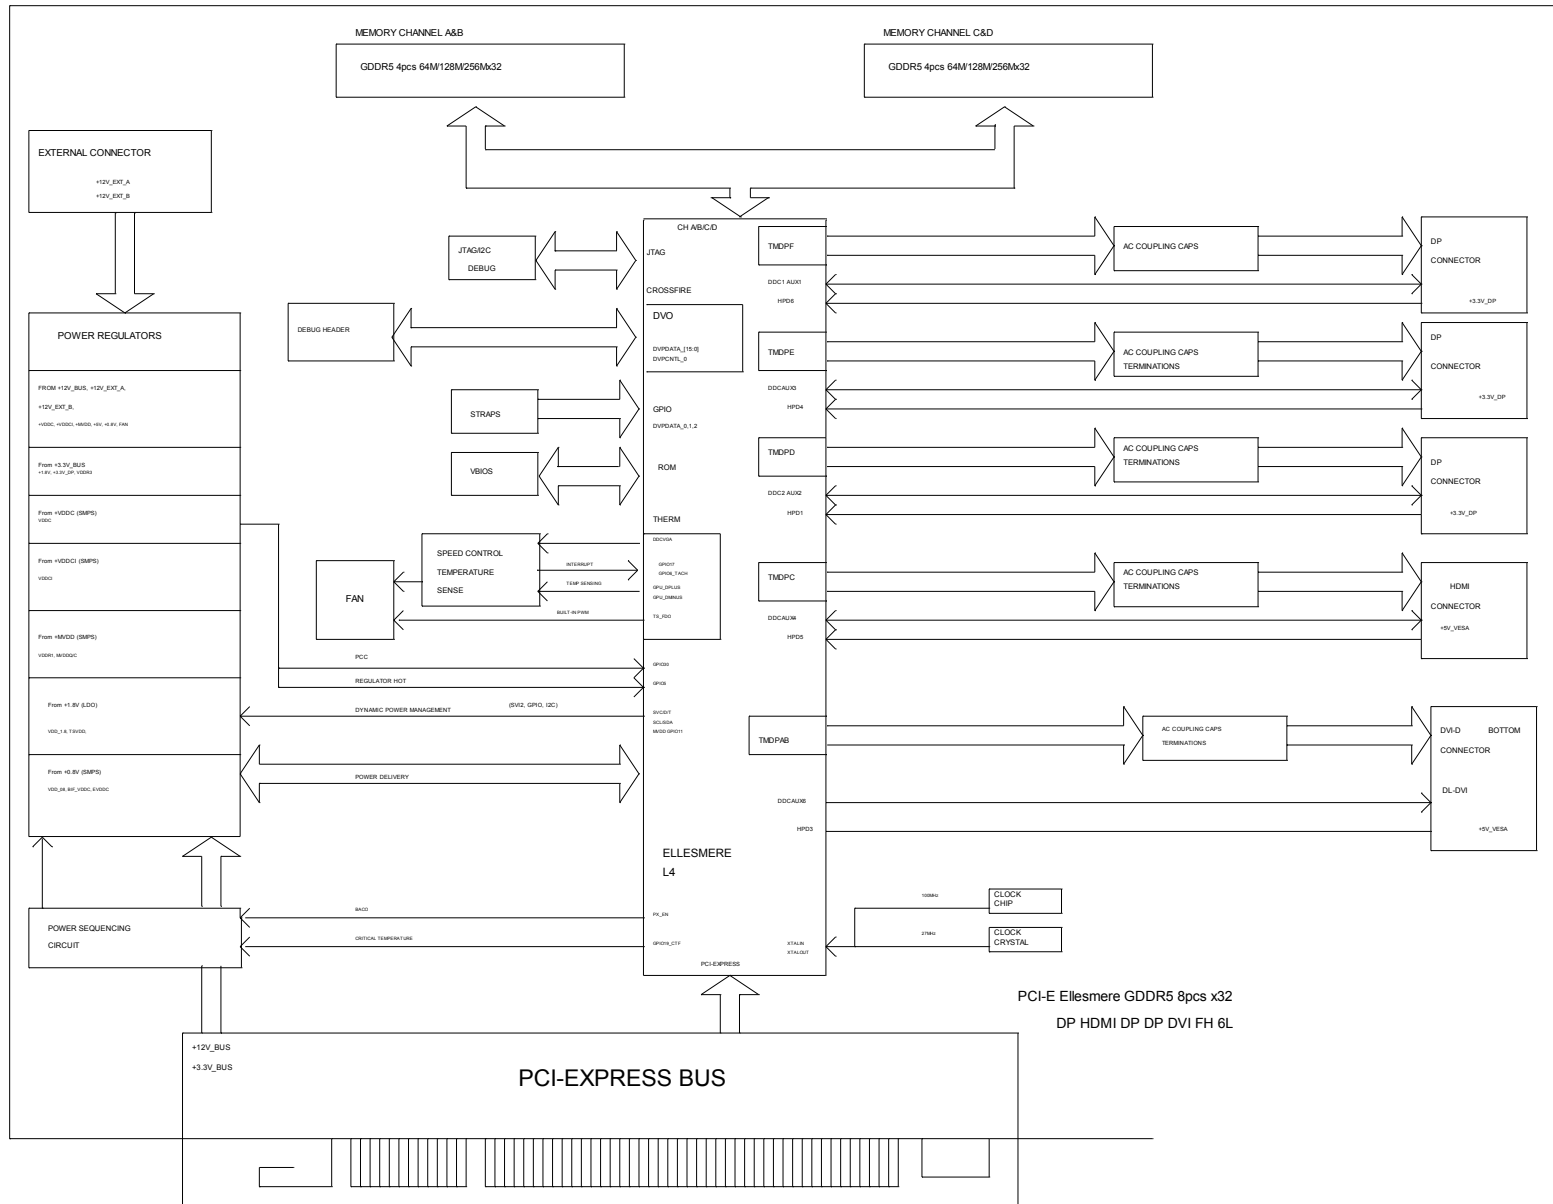 MEMORY CHANNEL A&B
GDDR5 4pcs 64M/128M/256Mx32
MEMORY CHANNEL C&D
GDDR5 4pcs 64M/128M/256Mx32
EXTERNAL CONNECTOR
+12V_EXT_A
+12V_EXT_B
POWER REGULATORS
FROM +12V_BUS, +12V_EXT_A,
+12V_EXT_B,
+VDDC, +VDDCI, +MVDD, +5V, +0.8V, FAN
From +3.3V_BUS
+1.8V, +3.3V_DP, VDDR3
From +VDDC (SMPS)
VDDC
From +VDDCI (SMPS)
VDDCI
From +MVDD (SMPS)
VDDR1, MVDDQ/C
From +1.8V (LDO)
VDD_1.8, TSVDD,
From +0.8V (SMPS)
VDD_08, BIF_VDDC, EVDDC
POWER SEQUENCING
CIRCUIT
JTAG/I2C
DEBUG
DEBUG HEADER
STRAPS
VBIOS
SPEED CONTROL
TEMPERATURE
SENSE
FAN
INTERRUPT
TEMP SENSING
BUILT-IN PWM
PCC
REGULATOR HOT
DYNAMIC POWER MANAGEMENT
(SVI2, GPIO, I2C)
POWER DELIVERY
BACO
CRITICAL TEMPERATURE
CH A/B/C/D
JTAG
CROSSFIRE
DVO
DVPDATA_[15:0]
DVPCNTL_0
GPIO
DVPDATA_0,1,2
ROM
THERM
DDCVGA
GPIO17
GPIO6_TACH
GPU_DPLUS
GPU_DMINUS
TS_FDO
GPIO30
GPIO5
SVC/D/T
SCL/SDA
MVDD GPIO11
ELLESMERE
L4
PX_EN
GPIO19_CTF
PCI-EXPRESS
TMDPF
DDC1 AUX1
HPD6
TMDPE
DDCAUX3
HPD4
TMDPD
DDC2 AUX2
HPD1
TMDPC
DDCAUX4
HPD5
TMDPAB
DDCAUX6
HPD3
XTALIN
XTALOUT
AC COUPLING CAPS
DP
CONNECTOR
+3.3V_DP
AC COUPLING CAPS
TERMINATIONS
DP
CONNECTOR
+3.3V_DP
AC COUPLING CAPS
TERMINATIONS
DP
CONNECTOR
+3.3V_DP
AC COUPLING CAPS
TERMINATIONS
HDMI
CONNECTOR
+5V_VESA
AC COUPLING CAPS
TERMINATIONS
DVI-D BOTTOM
CONNECTOR
DL-DVI
+5V_VESA
100MHz
CLOCK
CHIP
27MHz
CLOCK
CRYSTAL
PCI-E Ellesmere GDDR5 8pcs x32
DP HDMI DP DP DVI FH 6L
+12V_BUS
+3.3V_BUS
PCI-EXPRESS BUS